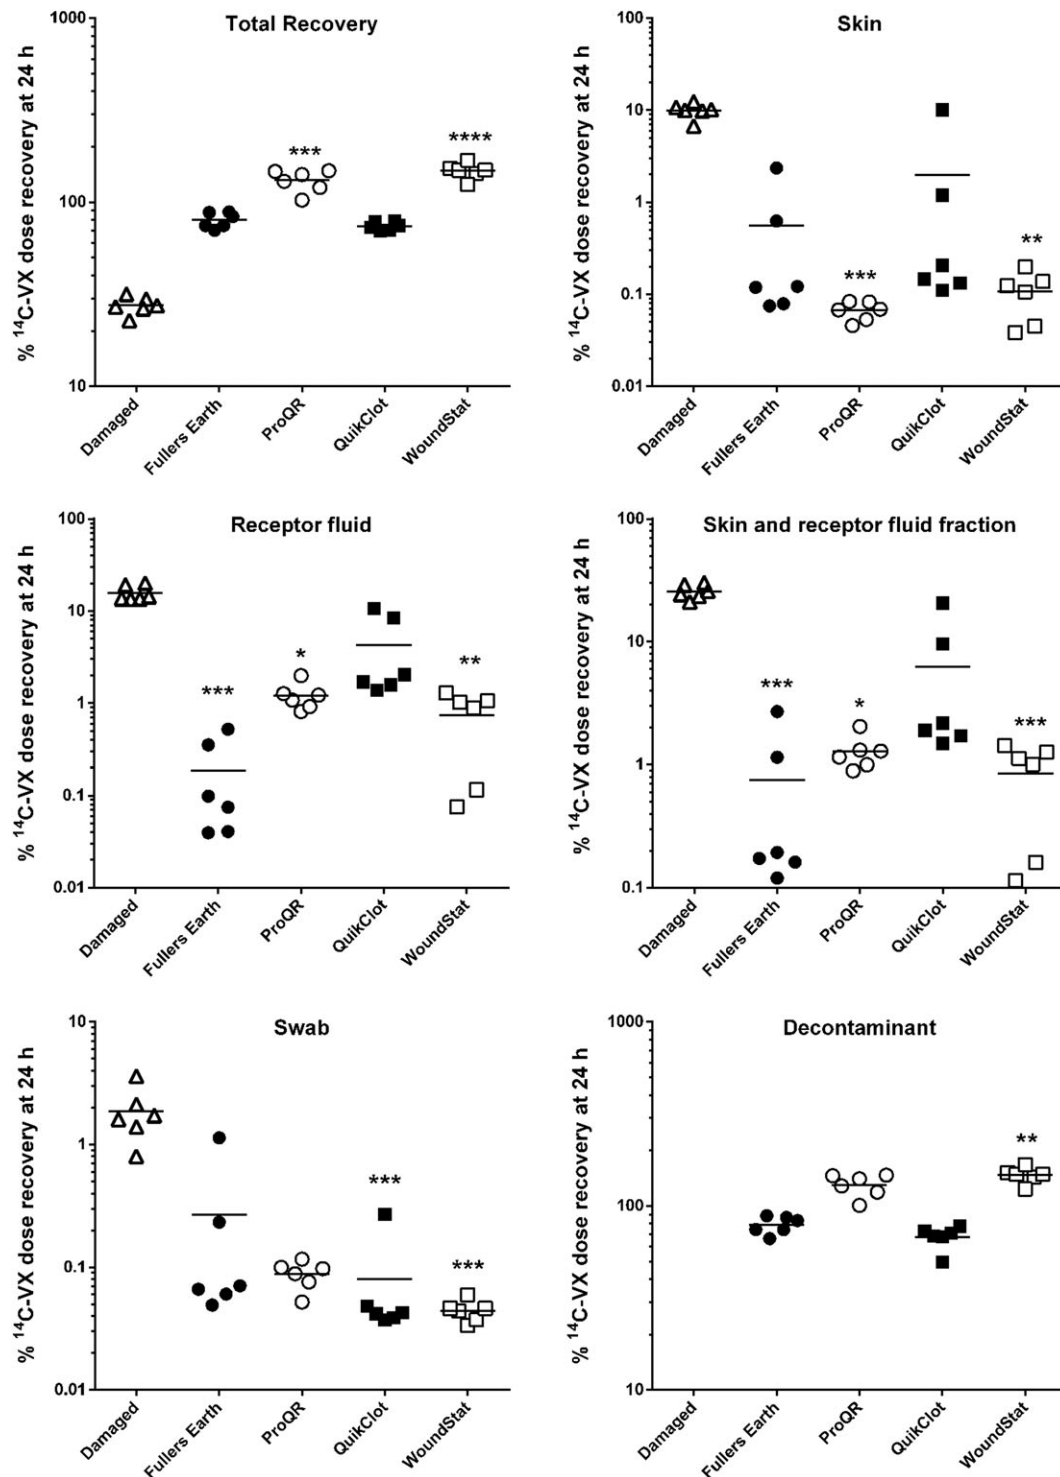 Total Recovery
% ¹⁴C-VX dose recovery at 24 h
1000
100
10
***
****
Damaged
Fullers Earth
ProQR
QuikClot
WoundStat
Skin
% ¹⁴C-VX dose recovery at 24 h
100
10
1
0.1
0.01
***
**
Damaged
Fullers Earth
ProQR
QuikClot
WoundStat
Receptor fluid
% ¹⁴C-VX dose recovery at 24 h
100
10
1
0.1
0.01
***
*
**
Damaged
Fullers Earth
ProQR
QuikClot
WoundStat
Skin and receptor fluid fraction
% ¹⁴C-VX dose recovery at 24 h
100
10
1
0.1
***
*
***
Damaged
Fullers Earth
ProQR
QuikClot
WoundStat
Swab
% ¹⁴C-VX dose recovery at 24 h
10
1
0.1
0.01
***
***
Damaged
Fullers Earth
ProQR
QuikClot
WoundStat
Decontaminant
% ¹⁴C-VX dose recovery at 24 h
1000
100
10
**
Damaged
Fullers Earth
ProQR
QuikClot
WoundStat